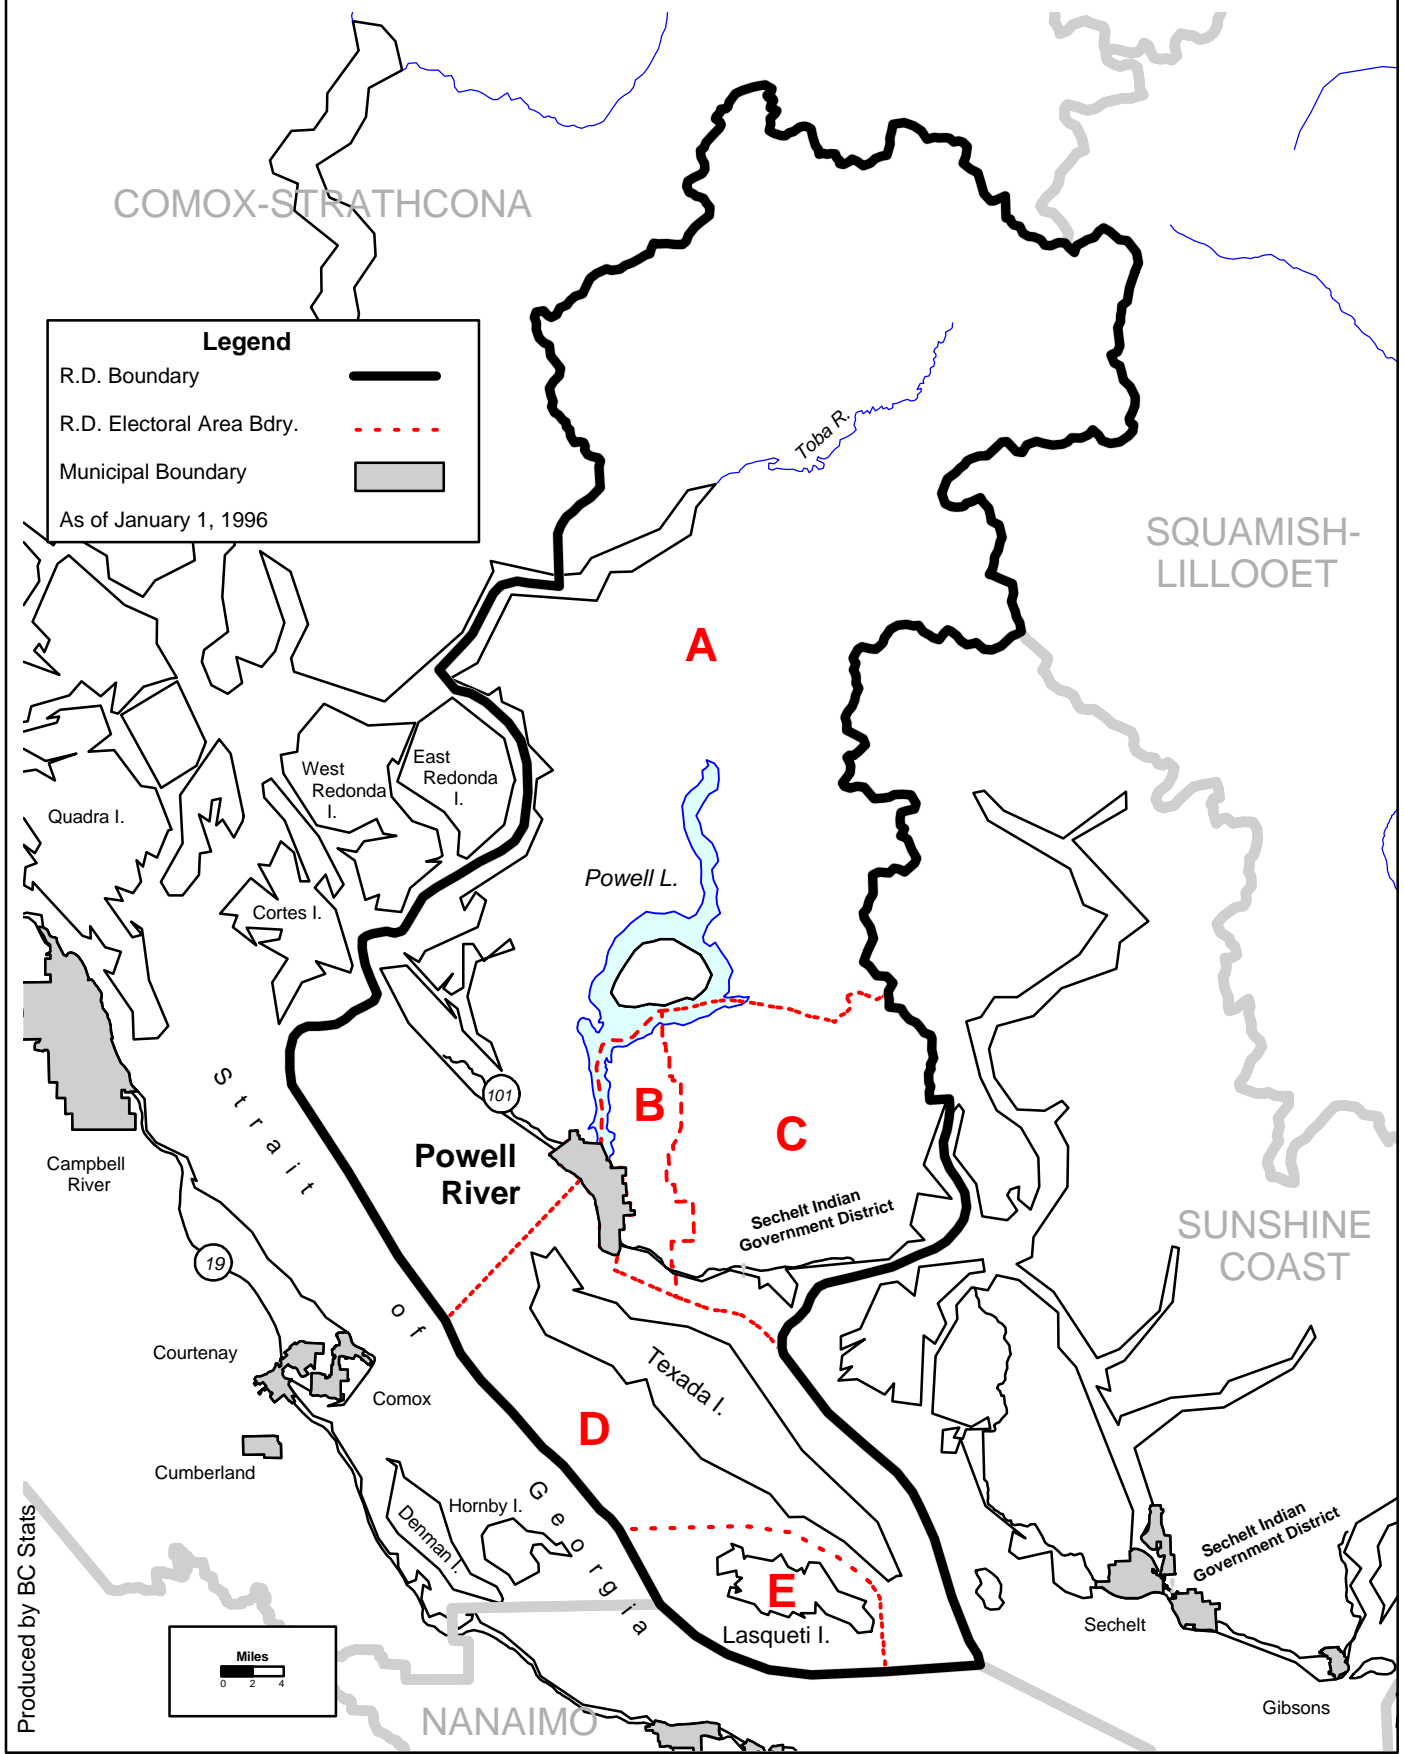 COMOX-STRATHCONA
Legend
R.D. Boundary
R.D. Electoral Area Bdry.
Municipal Boundary
As of January 1, 1996
Toba R.
SQUAMISH-
LILLOOET
A
West
Redonda
I.
East
Redonda
I.
Quadra I.
Powell L.
Cortes I.
Strait of Georgia
101
B
C
Powell
River
Campbell
River
Sechelt Indian
Government District
SUNSHINE
COAST
19
Courtenay
Comox
Texada I.
D
Cumberland
Hornby I.
Denman I.
E
Lasqueti I.
Sechelt Indian
Government District
Sechelt
Gibsons
Miles
0 2 4
NANAIMO
Produced by BC Stats